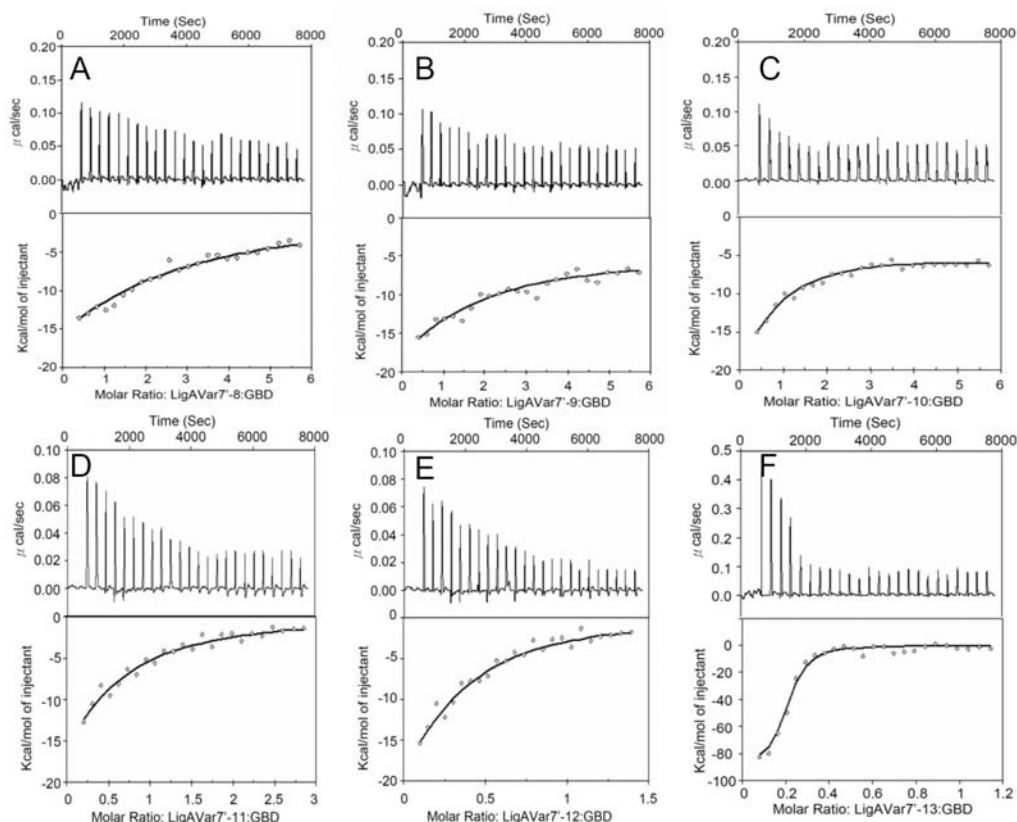 Time (Sec)
0 2000 4000 6000 8000
0.20
0.15
0.10
0.05
0.00
μ cal/sec
A
0
-5
-10
-15
-20
Kcal/mol of injectant
0 1 2 3 4 5 6
Molar Ratio: LigAVar7'-8:GBD
Time (Sec)
0 2000 4000 6000 8000
0.20
0.15
0.10
0.05
0.00
μ cal/sec
B
0
-5
-10
-15
-20
Kcal/mol of injectant
0 1 2 3 4 5 6
Molar Ratio: LigAVar7'-9:GBD
Time (Sec)
0 2000 4000 6000 8000
0.20
0.15
0.10
0.05
0.00
μ cal/sec
C
0
-5
-10
-15
-20
Kcal/mol of injectant
0 1 2 3 4 5 6
Molar Ratio: LigAVar7'-10:GBD
Time (Sec)
0 2000 4000 6000 8000
0.10
0.08
0.06
0.04
0.02
0.00
μ cal/sec
D
0
-5
-10
-15
-20
Kcal/mol of injectant
0 0.5 1 1.5 2 2.5 3
Molar Ratio: LigAVar7'-11:GBD
Time (Sec)
0 2000 4000 6000 8000
0.10
0.08
0.06
0.04
0.02
0.00
μ cal/sec
E
0
-5
-10
-15
-20
Kcal/mol of injectant
0 0.5 1 1.5
Molar Ratio: LigAVar7'-12:GBD
Time (Sec)
0 2000 4000 6000 8000
0.5
0.4
0.3
0.2
0.1
0.0
μ cal/sec
F
0
-20
-40
-60
-80
-100
Kcal/mol of injectant
0 0.2 0.4 0.6 0.8 1.0 1.2
Molar Ratio: LigAVar7'-13:GBD